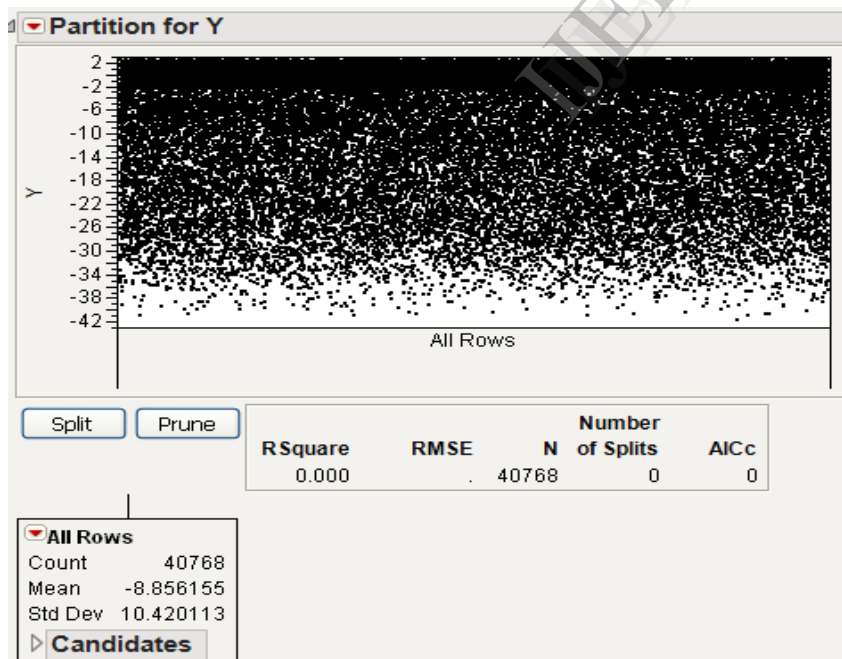 Partition for Y
2
-2
-6
-10
-14
-18
-22
-26
-30
-34
-38
-42
Y
All Rows
Split Prune
Number
RSquare RMSE N of Splits AICc
0.000 . 40768 0 0
All Rows
Count 40768
Mean -8.856155
Std Dev 10.420113
Candidates